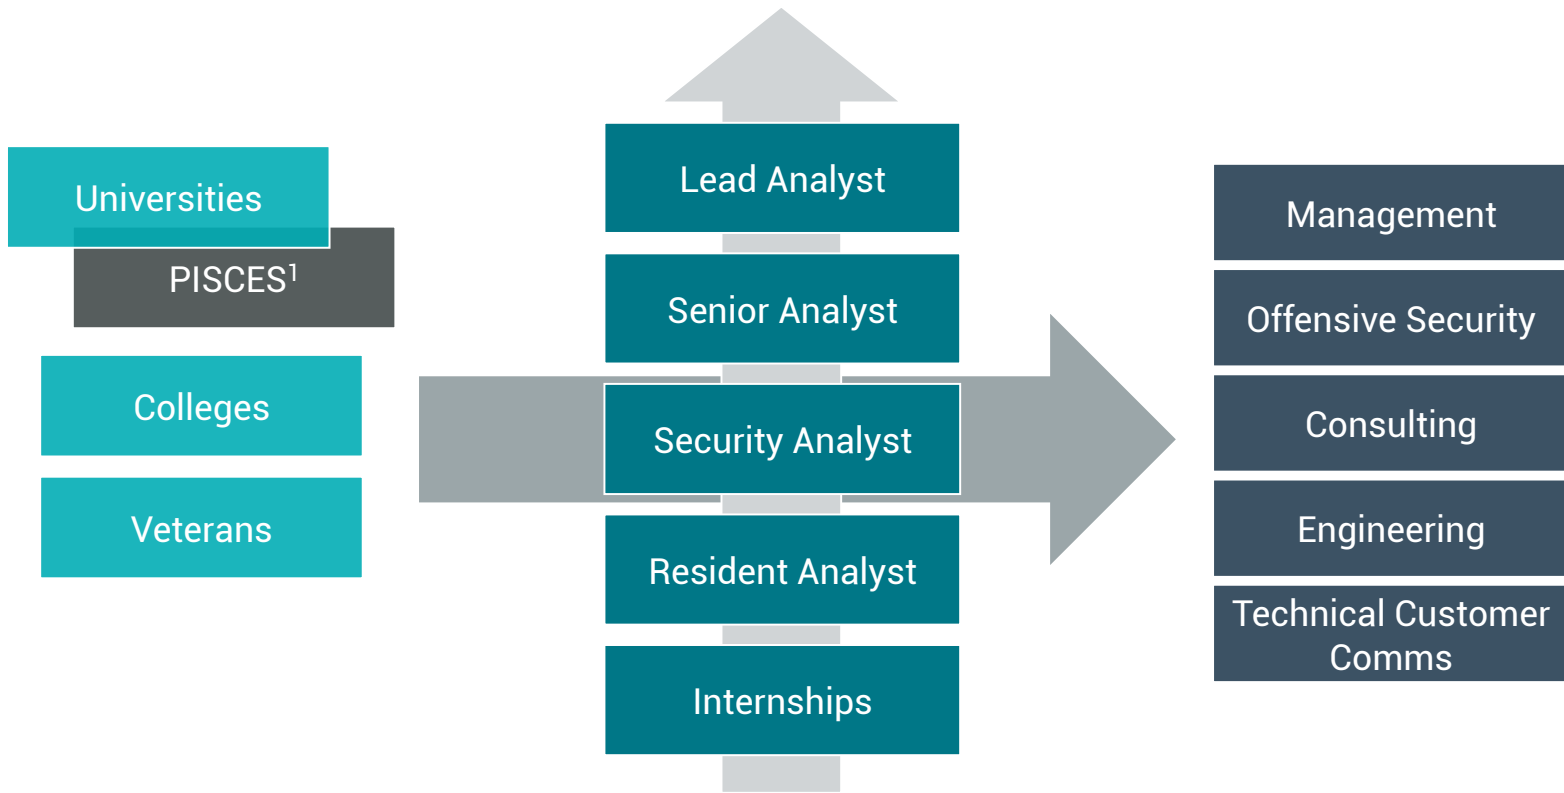 Universities
PISCES¹
Colleges
Veterans
Lead Analyst
Senior Analyst
Security Analyst
Resident Analyst
Internships
Management
Offensive Security
Consulting
Engineering
Technical Customer
Comms